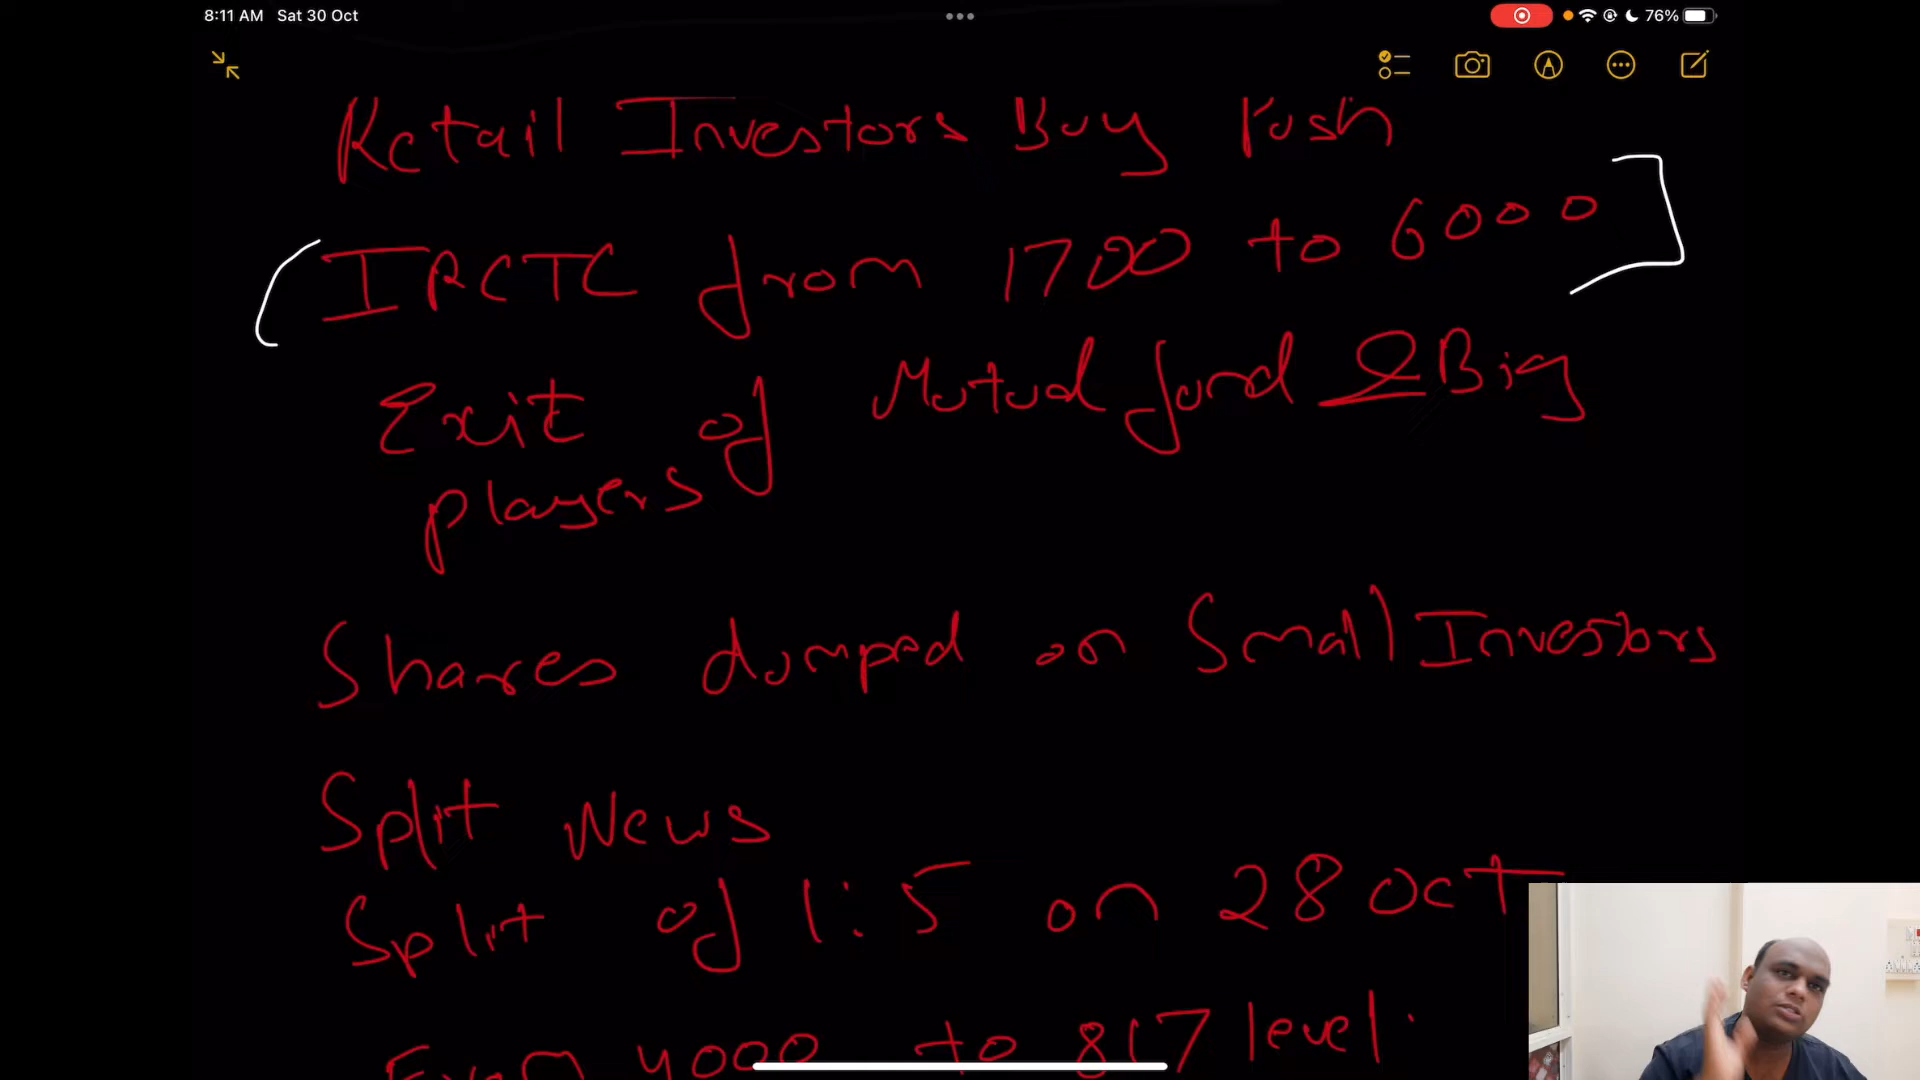 8:11 AM Sat 30 Oct
76%
Retail Investors Buy Push
IRCTC from 1700 to 6000
Exit of Mutual fund & Big
players
Shares dumped on Small Investors
Split News
Split of 1:5 on 28 Oct
From 4000 to 817 level.